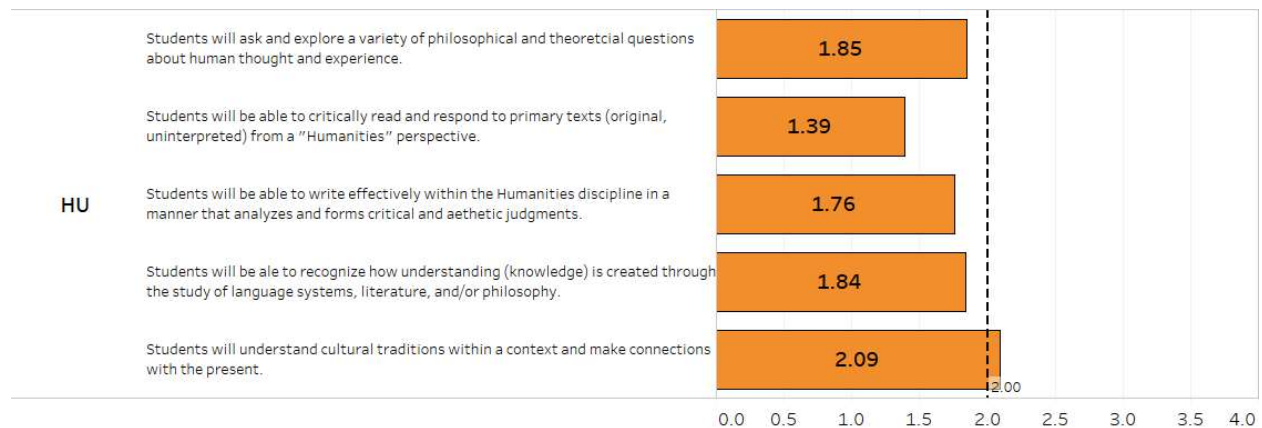 Students will ask and explore a variety of philosophical and theoretcial questions
about human thought and experience.
1.85
Students will be able to critically read and respond to primary texts (original,
uninterpreted) from a "Humanities" perspective.
1.39
HU
Students will be able to write effectively within the Humanities discipline in a
manner that analyzes and forms critical and aethetic judgments.
1.76
Students will be ale to recognize how understanding (knowledge) is created through
the study of language systems, literature, and/or philosophy.
1.84
Students will understand cultural traditions within a context and make connections
with the present.
2.09
2.00
0.0 0.5 1.0 1.5 2.0 2.5 3.0 3.5 4.0